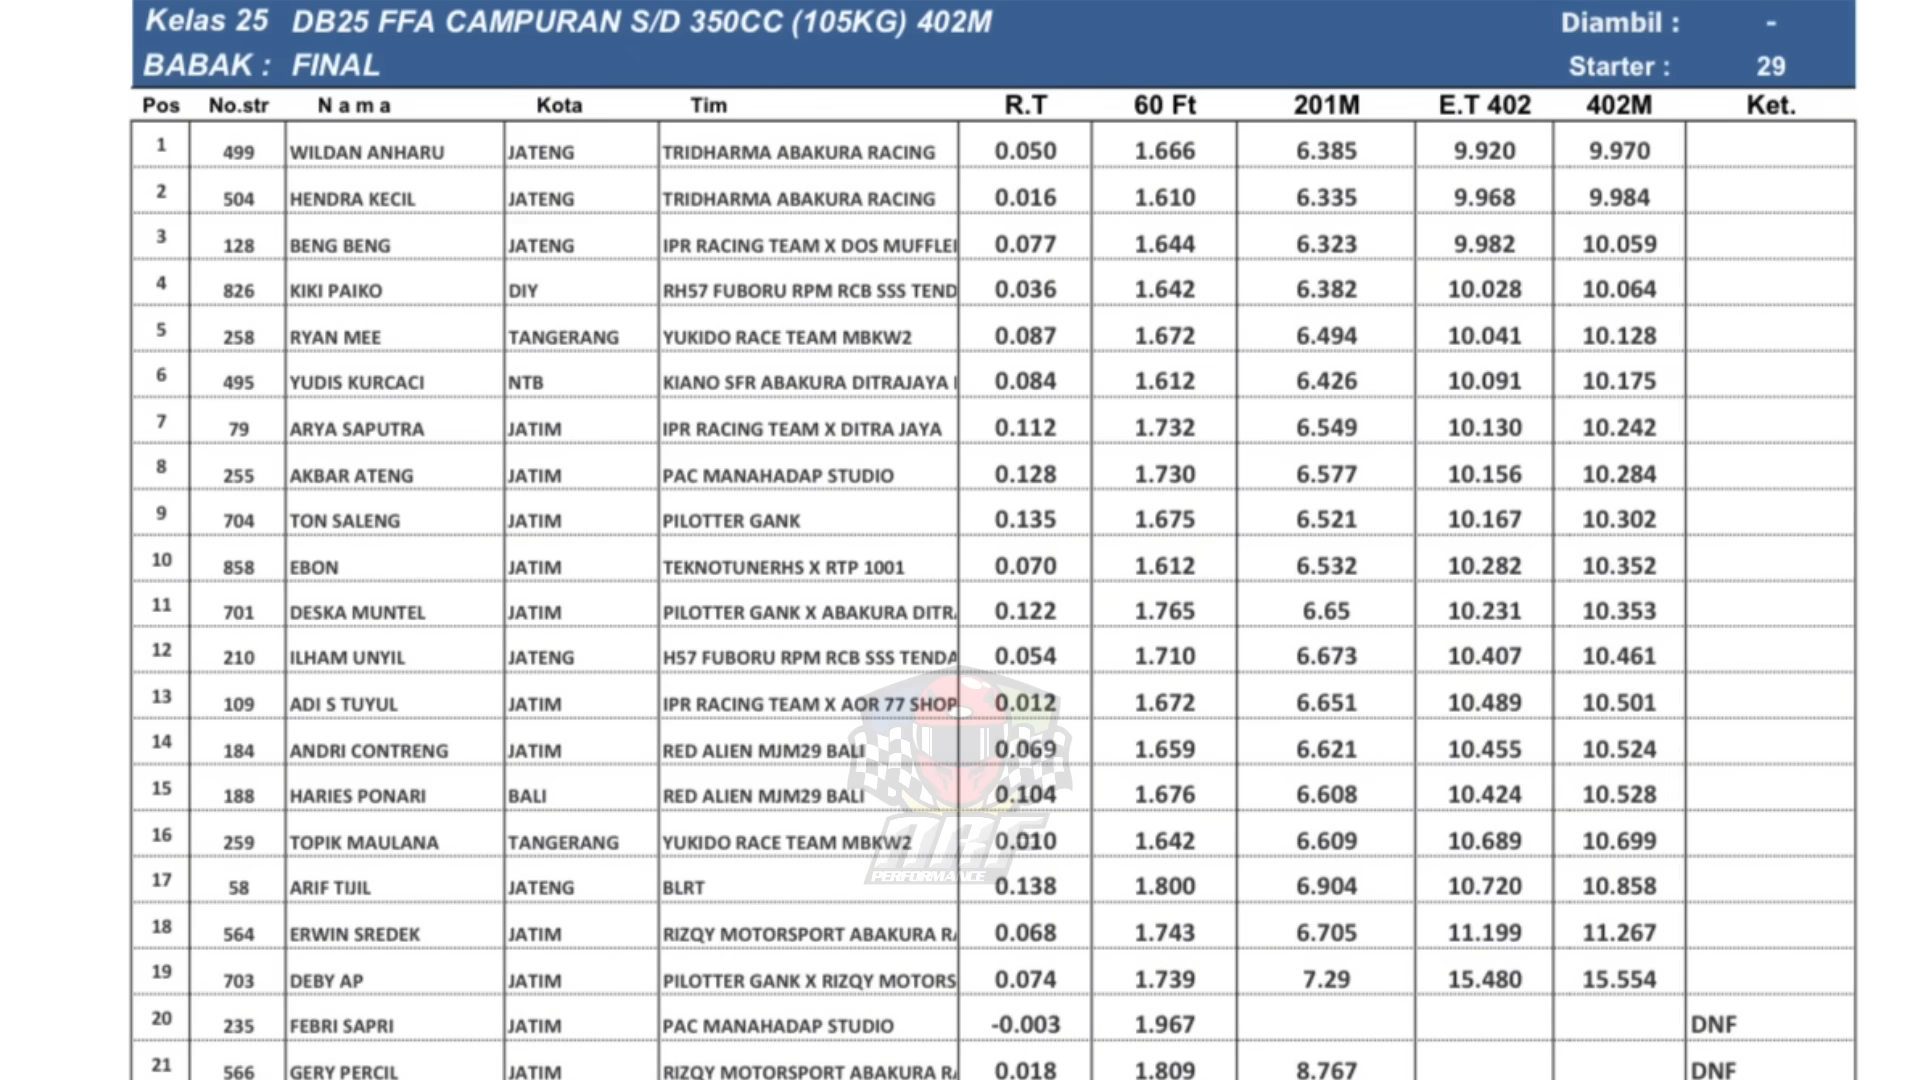 Kelas 25 DB25 FFA CAMPURAN S/D 350CC (105KG) 402M Diambil : -
BABAK : FINAL Starter : 29
Pos No.str N a m a Kota Tim R.T 60 Ft 201M E.T 402 402M Ket.
1 499 WILDAN ANHARU JATENG TRIDHARMA ABAKURA RACING 0.050 1.666 6.385 9.920 9.970
2 504 HENDRA KECIL JATENG TRIDHARMA ABAKURA RACING 0.016 1.610 6.335 9.968 9.984
3 128 BENG BENG JATENG IPR RACING TEAM X DOS MUFFLE 0.077 1.644 6.323 9.982 10.059
4 826 KIKI PAIKO DIY RH57 FUBORU RPM RCB SSS TEND 0.036 1.642 6.382 10.028 10.064
5 258 RYAN MEE TANGERANG YUKIDO RACE TEAM MBKW2 0.087 1.672 6.494 10.041 10.128
6 495 YUDIS KURCACI NTB KIANO SFR ABAKURA DITRAJAYA 0.084 1.612 6.426 10.091 10.175
7 79 ARYA SAPUTRA JATIM IPR RACING TEAM X DITRA JAYA 0.112 1.732 6.549 10.130 10.242
8 255 AKBAR ATENG JATIM PAC MANAHADAP STUDIO 0.128 1.730 6.577 10.156 10.284
9 704 TON SALENG JATIM PILOTTER GANK 0.135 1.675 6.521 10.167 10.302
10 858 EBON JATIM TEKNOTUNERHS X RTP 1001 0.070 1.612 6.532 10.282 10.352
11 701 DESKA MUNTEL JATIM PILOTTER GANK X ABAKURA DITR 0.122 1.765 6.65 10.231 10.353
12 210 ILHAM UNYIL JATENG H57 FUBORU RPM RCB SSS TENDA 0.054 1.710 6.673 10.407 10.461
13 109 ADI S TUYUL JATIM IPR RACING TEAM X AOR 77 SHOP 0.012 1.672 6.651 10.489 10.501
14 184 ANDRI CONTRENG JATIM RED ALIEN MJM29 BALI 0.069 1.659 6.621 10.455 10.524
15 188 HARIES PONARI BALI RED ALIEN MJM29 BALI 0.104 1.676 6.608 10.424 10.528
16 259 TOPIK MAULANA TANGERANG YUKIDO RACE TEAM MBKW2 0.010 1.642 6.609 10.689 10.699
17 58 ARIF TIJIL JATENG BLRT 0.138 1.800 6.904 10.720 10.858
18 564 ERWIN SREDEK JATIM RIZQY MOTORSPORT ABAKURA RA 0.068 1.743 6.705 11.199 11.267
19 703 DEBY AP JATIM PILOTTER GANK X RIZQY MOTORS 0.074 1.739 7.29 15.480 15.554
20 235 FEBRI SAPRI JATIM PAC MANAHADAP STUDIO -0.003 1.967 DNF
21 566 GERY PERCIL JATIM RIZQY MOTORSPORT ABAKURA RA 0.018 1.809 8.767 DNF
PERFORMANCE